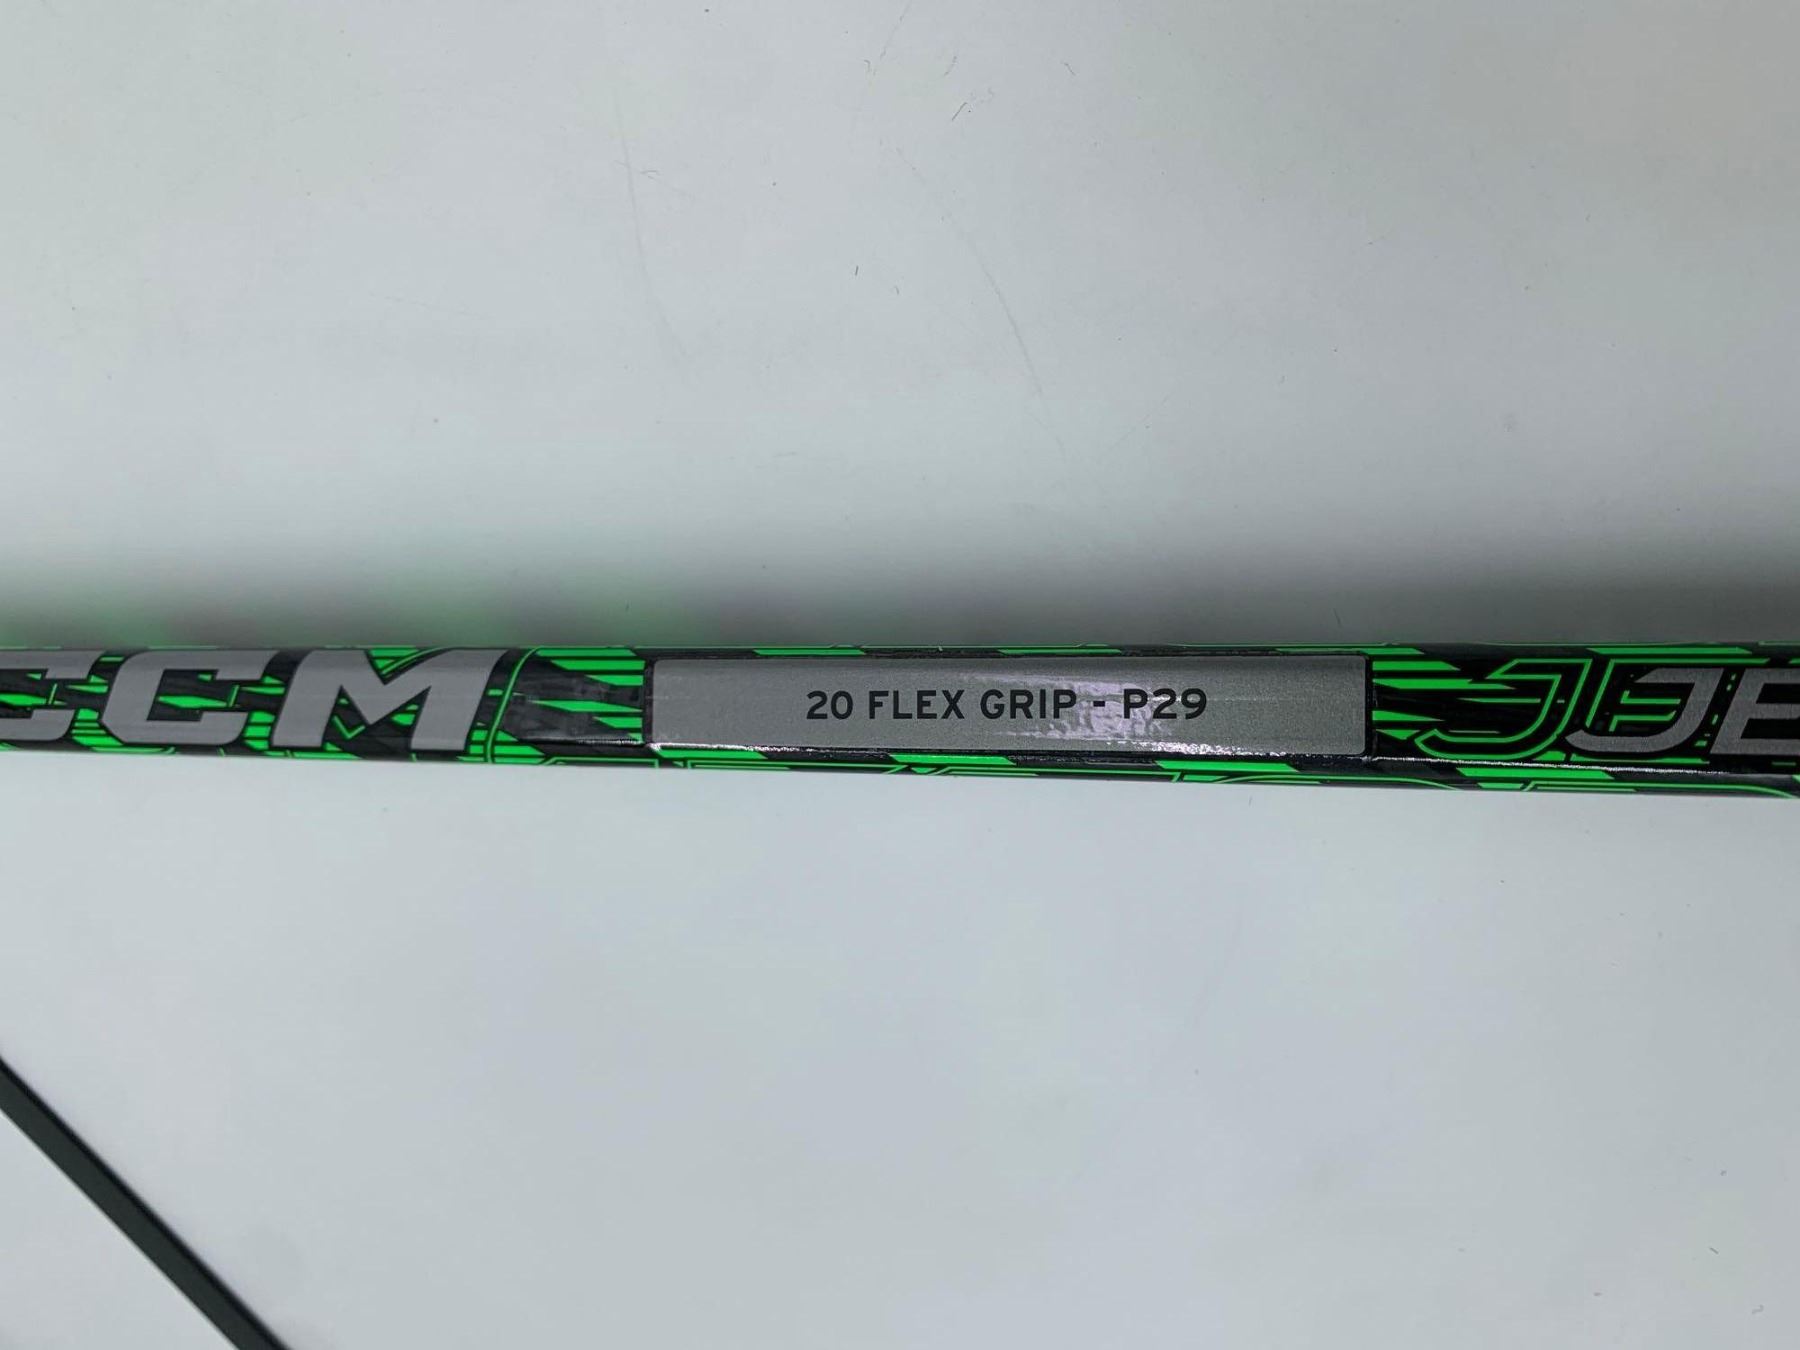 CCM
20 FLEX GRIP - P29